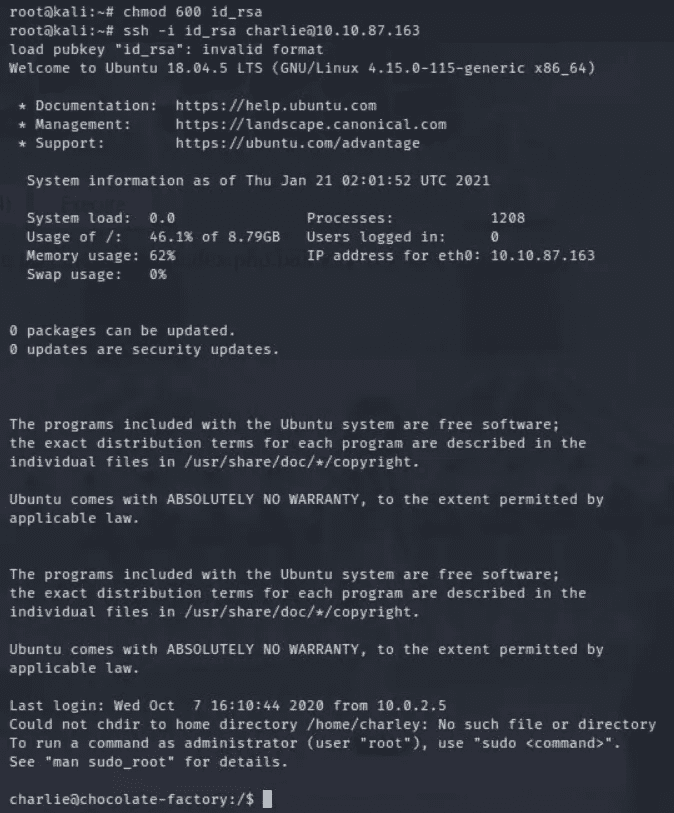 root@kali:~# chmod 600 id_rsa
root@kali:~# ssh -i id_rsa charlie@10.10.87.163
load pubkey "id_rsa": invalid format
Welcome to Ubuntu 18.04.5 LTS (GNU/Linux 4.15.0-115-generic x86_64)
* Documentation:  https://help.ubuntu.com
* Management:     https://landscape.canonical.com
* Support:        https://ubuntu.com/advantage
System information as of Thu Jan 21 02:01:52 UTC 2021
System load:  0.0                Processes:           1208
Usage of /:   46.1% of 8.79GB   Users logged in:     0
Memory usage: 62%                IP address for eth0: 10.10.87.163
Swap usage:   0%
0 packages can be updated.
0 updates are security updates.
The programs included with the Ubuntu system are free software;
the exact distribution terms for each program are described in the
individual files in /usr/share/doc/*/copyright.
Ubuntu comes with ABSOLUTELY NO WARRANTY, to the extent permitted by
applicable law.
The programs included with the Ubuntu system are free software;
the exact distribution terms for each program are described in the
individual files in /usr/share/doc/*/copyright.
Ubuntu comes with ABSOLUTELY NO WARRANTY, to the extent permitted by
applicable law.
Last login: Wed Oct  7 16:10:44 2020 from 10.0.2.5
Could not chdir to home directory /home/charley: No such file or directory
To run a command as administrator (user "root"), use "sudo <command>".
See "man sudo_root" for details.
charlie@chocolate-factory:/$